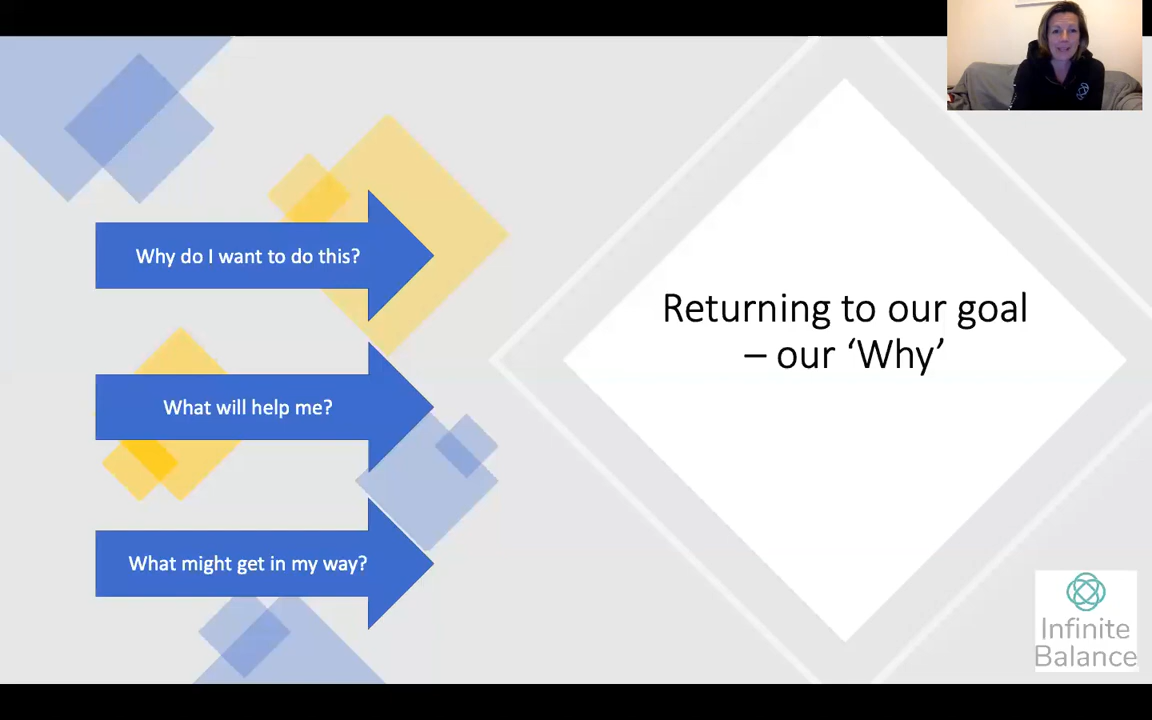 Why do I want to do this?
What will help me?
What might get in my way?
Returning to our goal
– our ‘Why’
Infinite
Balance